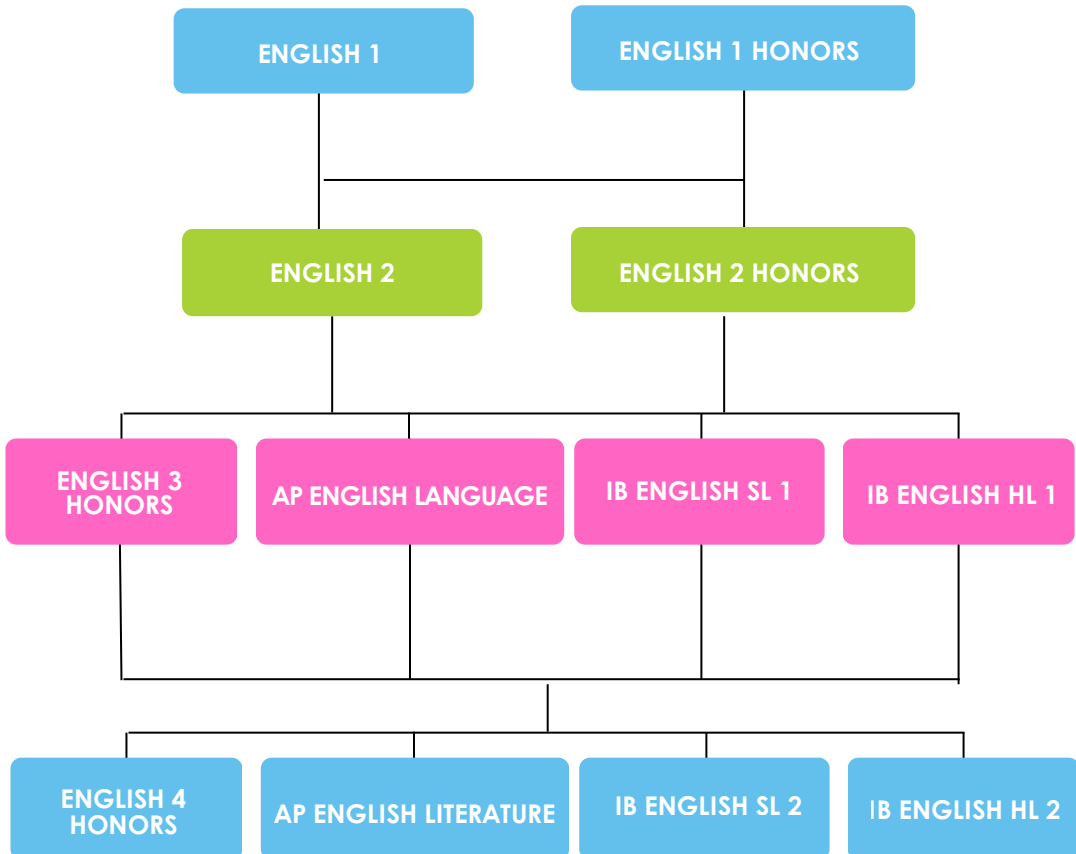 ENGLISH 1
ENGLISH 1 HONORS
ENGLISH 2
ENGLISH 2 HONORS
ENGLISH 3
HONORS
AP ENGLISH LANGUAGE
IB ENGLISH SL 1
IB ENGLISH HL 1
ENGLISH 4
HONORS
AP ENGLISH LITERATURE
IB ENGLISH SL 2
IB ENGLISH HL 2